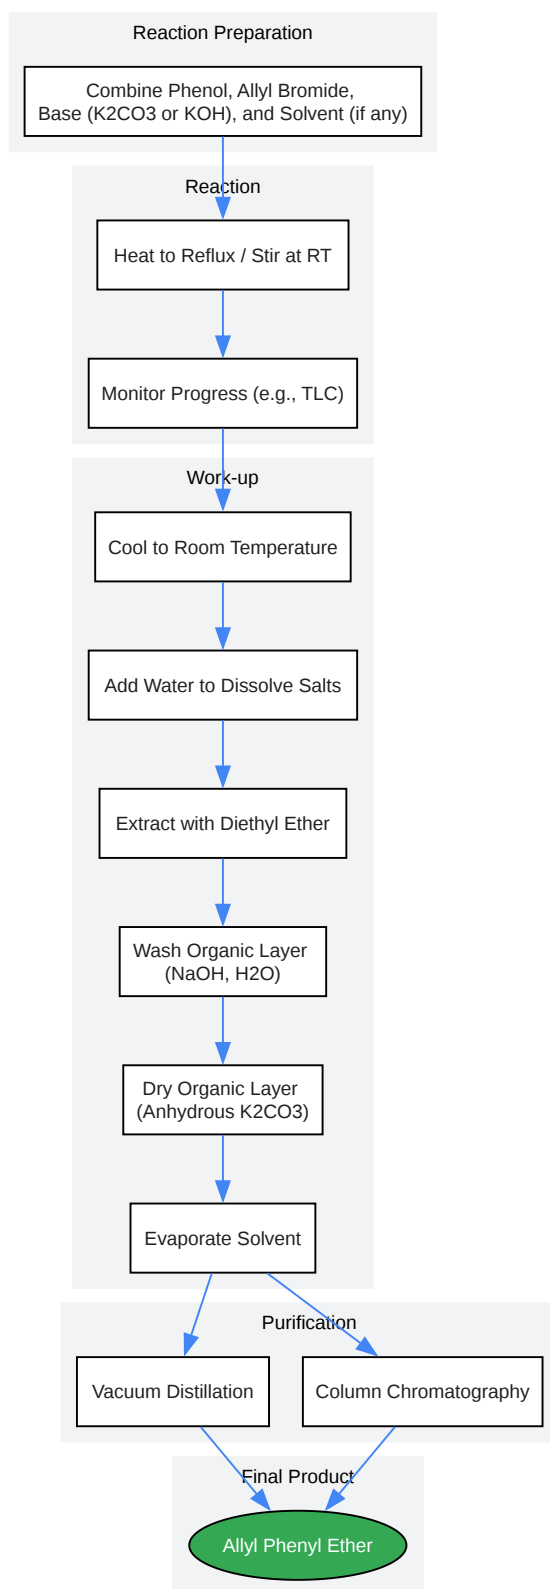 Reaction Preparation
Combine Phenol, Allyl Bromide,
Base (K2CO3 or KOH), and Solvent (if any)
Reaction
Heat to Reflux / Stir at RT
Monitor Progress (e.g., TLC)
Work-up
Cool to Room Temperature
Add Water to Dissolve Salts
Extract with Diethyl Ether
Wash Organic Layer
(NaOH, H2O)
Dry Organic Layer
(Anhydrous K2CO3)
Evaporate Solvent
Purification
Vacuum Distillation
Column Chromatography
Final Product
Allyl Phenyl Ether